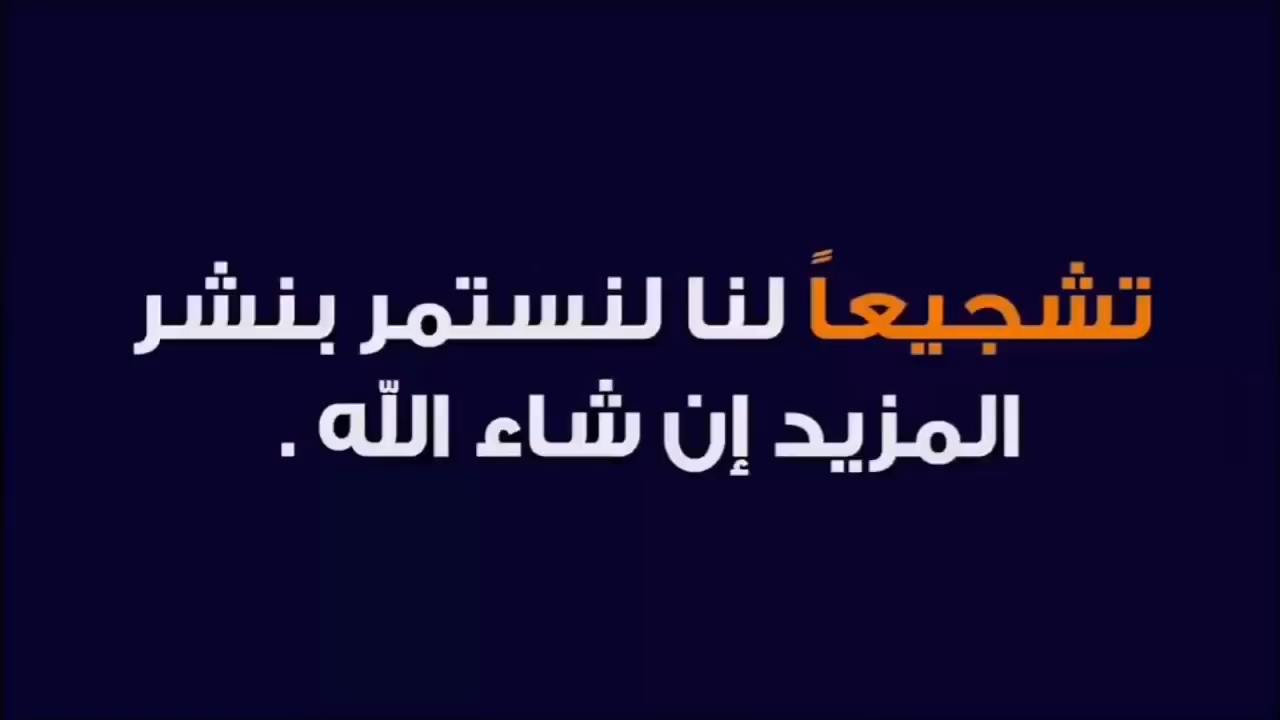 تشجيعاً لنا لنستمر بنشر
المزيد إن شاء اللّه .